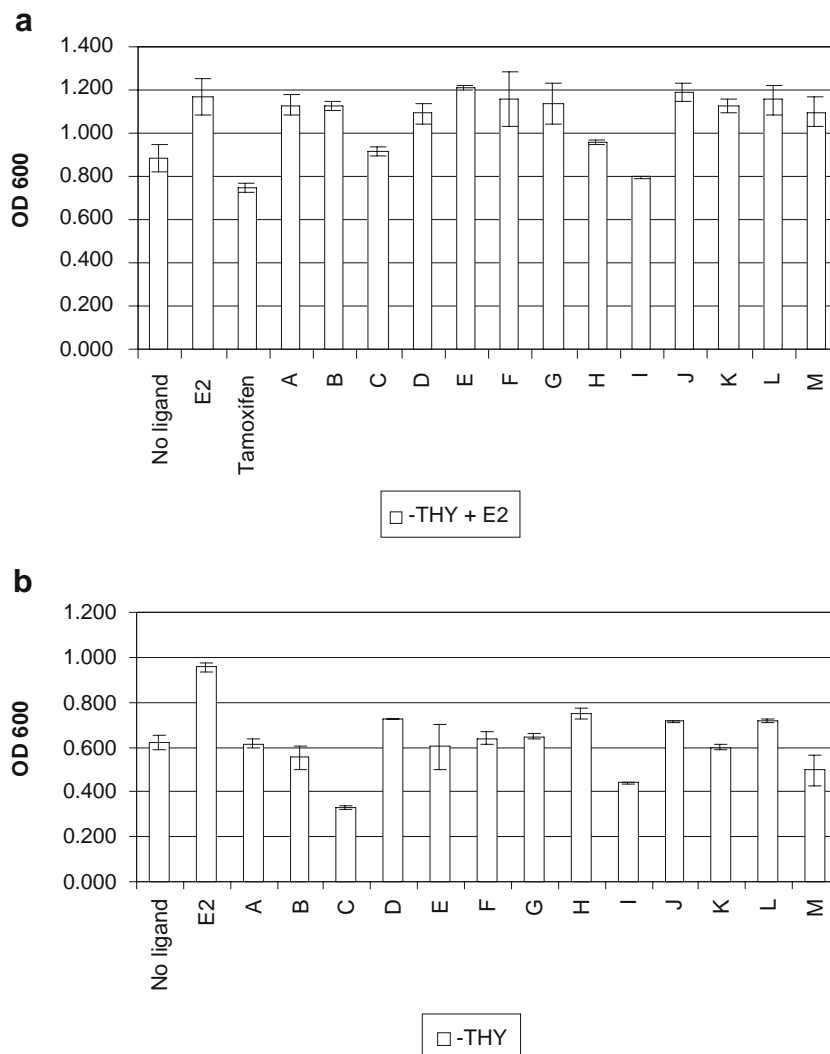 a
1.400
1.200
1.000
0.800
0.600
0.400
0.200
0.000
OD 600
No ligand
E2
Tamoxifen
A
B
C
D
E
F
G
H
I
J
K
L
M
-THY + E2
b
1.200
1.000
0.800
0.600
0.400
0.200
0.000
OD 600
No ligand
E2
A
B
C
D
E
F
G
H
I
J
K
L
M
-THY